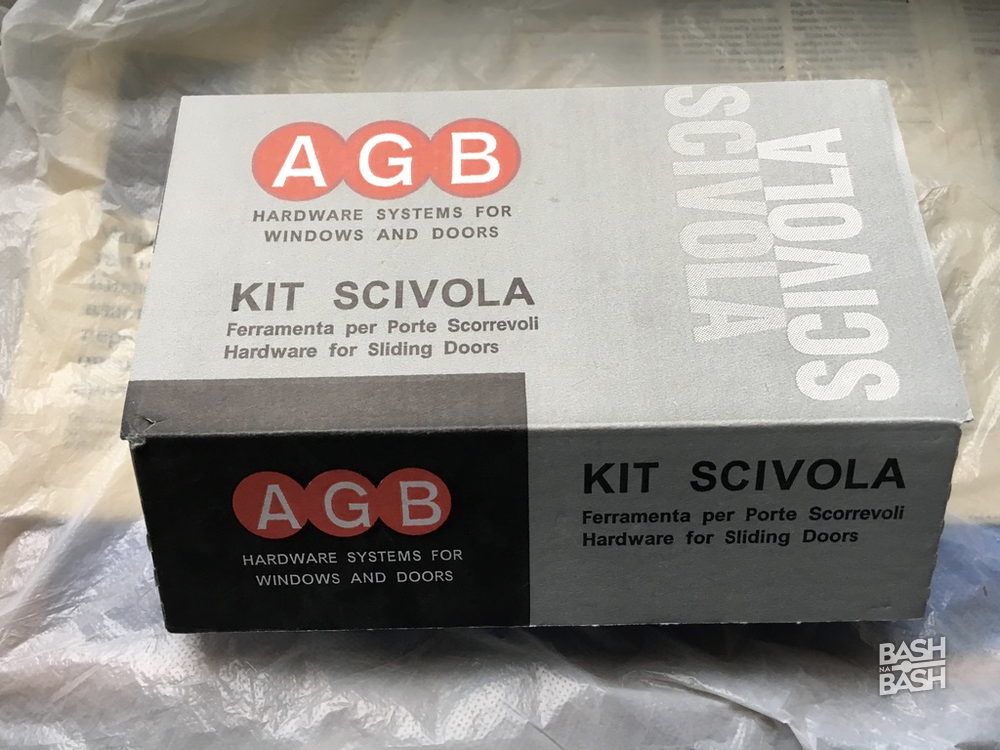 AGB
HARDWARE SYSTEMS FOR
WINDOWS AND DOORS
KIT SCIVOLA
Ferramenta per Porte Scorrevoli
Hardware for Sliding Doors
SCIVOLA
SCIVOLA
AGB
HARDWARE SYSTEMS FOR
WINDOWS AND DOORS
KIT SCIVOLA
Ferramenta per Porte Scorrevoli
Hardware for Sliding Doors
BASH
NA
BASH